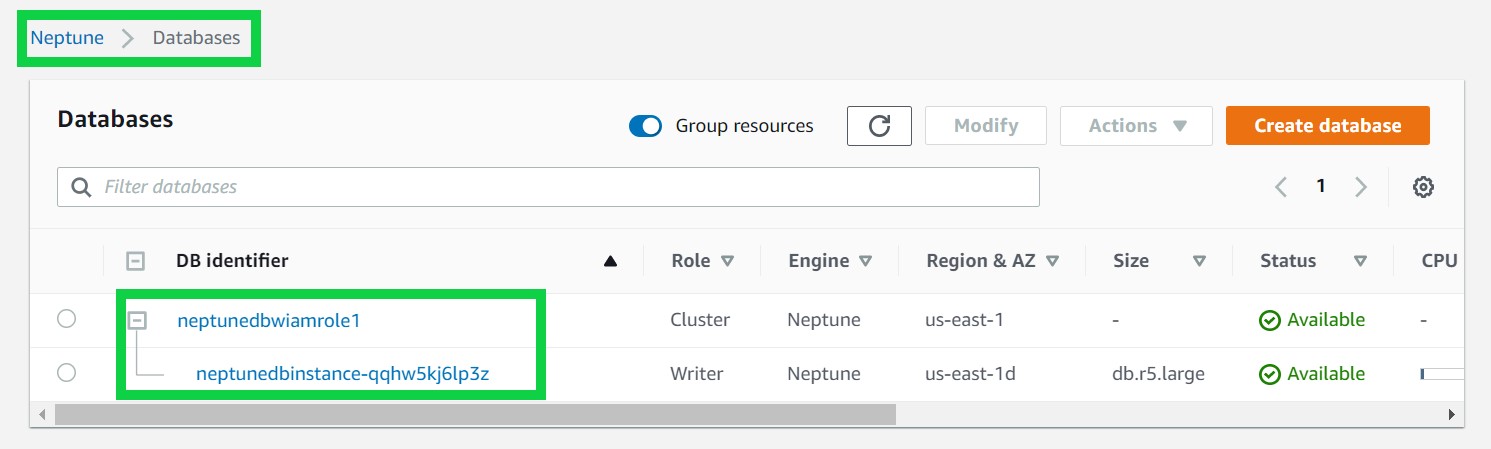 Neptune > Databases
Databases
Group resources
Modify
Actions
Create database
Filter databases
1
DB identifier Role Engine Region & AZ Size Status CPU
neptunedbwiamrole1 Cluster Neptune us-east-1 - Available -
neptunedbinstance-qqhw5kj6lp3z Writer Neptune us-east-1d db.r5.large Available